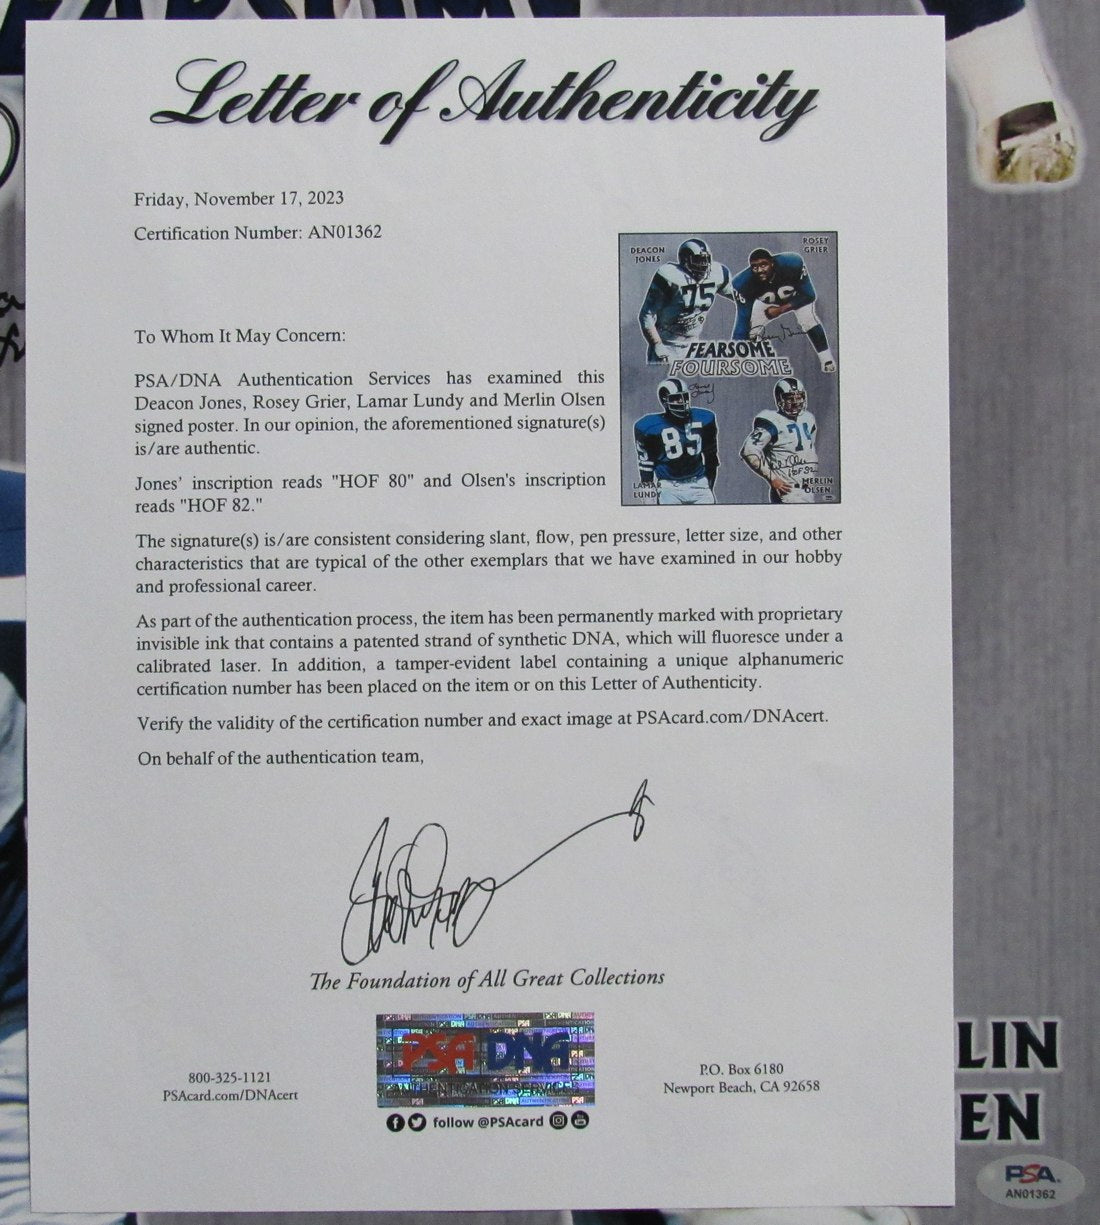 Letter of Authenticity
Friday, November 17, 2023
Certification Number: AN01362
DEACON
JONES
ROSEY
GRIER
75
FEARSOME
FOURSOME
85
HOF 82
LAMAR
LUNDY
MERLIN
OLSEN
To Whom It May Concern:
PSA/DNA Authentication Services has examined this
Deacon Jones, Rosey Grier, Lamar Lundy and Merlin Olsen
signed poster. In our opinion, the aforementioned signature(s)
is/are authentic.
Jones' inscription reads "HOF 80" and Olsen's inscription
reads "HOF 82."
The signature(s) is/are consistent considering slant, flow, pen pressure, letter size, and other
characteristics that are typical of the other exemplars that we have examined in our hobby
and professional career.
As part of the authentication process, the item has been permanently marked with proprietary
invisible ink that contains a patented strand of synthetic DNA, which will fluoresce under a
calibrated laser. In addition, a tamper-evident label containing a unique alphanumeric
certification number has been placed on the item or on this Letter of Authenticity.
Verify the validity of the certification number and exact image at PSAcard.com/DNAcert.
On behalf of the authentication team,
The Foundation of All Great Collections
PSA DNA
AUTHENTICATION SERVICES
800-325-1121
PSAcard.com/DNAcert
P.O. Box 6180
Newport Beach, CA 92658
follow @PSAcard
LIN
EN
PSA
AN01362